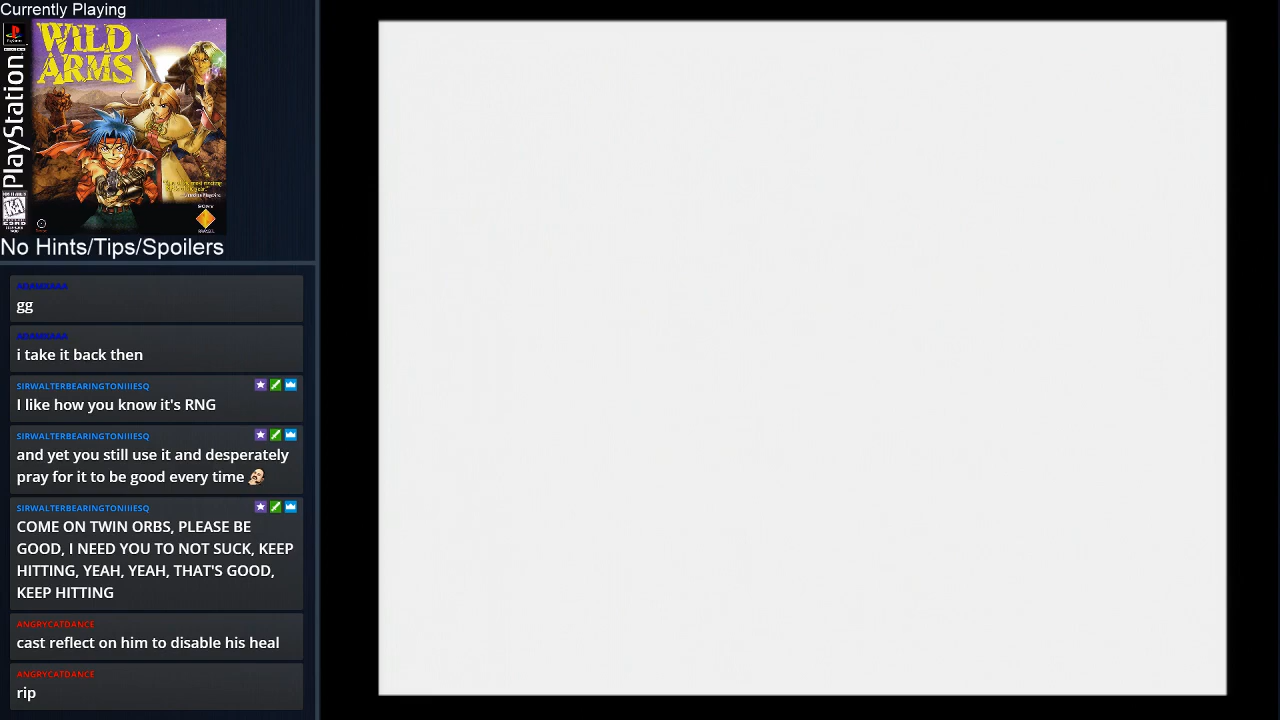 Currently Playing
WILD
ARMS
PlayStation
SONY
No Hints/Tips/Spoilers
gg
i take it back then
SIRWALTERBEARINGTONIIIESQ
I like how you know it's RNG
SIRWALTERBEARINGTONIIIESQ
and yet you still use it and desperately
pray for it to be good every time
SIRWALTERBEARINGTONIIIESQ
COME ON TWIN ORBS, PLEASE BE
GOOD, I NEED YOU TO NOT SUCK, KEEP
HITTING, YEAH, YEAH, THAT'S GOOD,
KEEP HITTING
ANGRYCATDANCE
cast reflect on him to disable his heal
ANGRYCATDANCE
rip